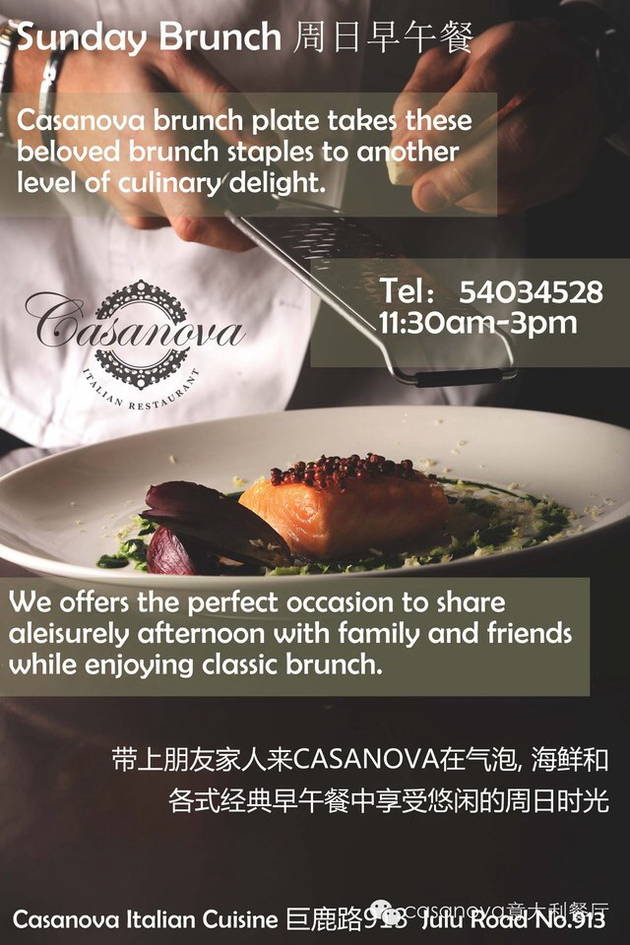 Sunday Brunch 周日早午餐
Casanova brunch plate takes these
beloved brunch staples to another
level of culinary delight.
Tel： 54034528
11:30am-3pm
Casanova
ITALIAN RESTAURANT
We offers the perfect occasion to share
aleisurely afternoon with family and friends
while enjoying classic brunch.
带上朋友家人来CASANOVA在气泡, 海鲜和
各式经典早午餐中享受悠闲的周日时光
casanova意大利餐厅
Casanova Italian Cuisine 巨鹿路913 Julu Road No.913